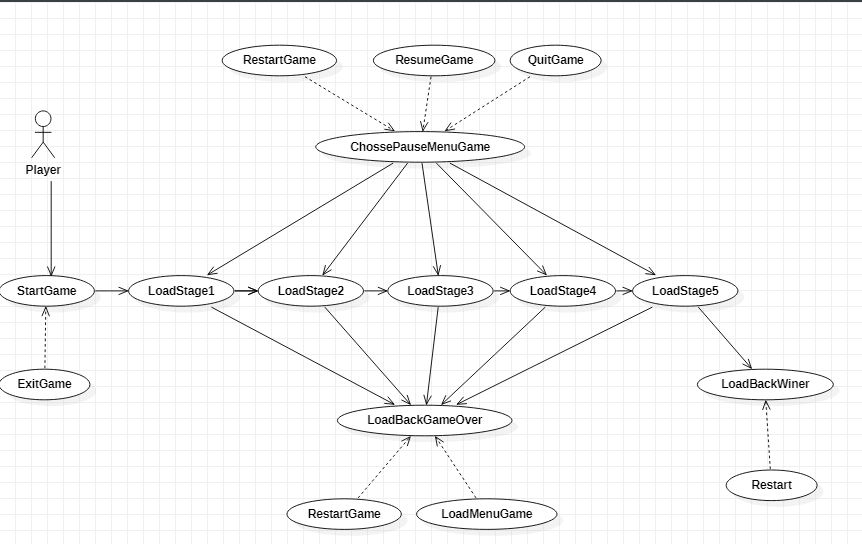 RestartGame
ResumeGame
QuitGame
ChossePauseMenuGame
Player
StartGame
LoadStage1
LoadStage2
LoadStage3
LoadStage4
LoadStage5
ExitGame
LoadBackWiner
LoadBackGameOver
Restart
RestartGame
LoadMenuGame